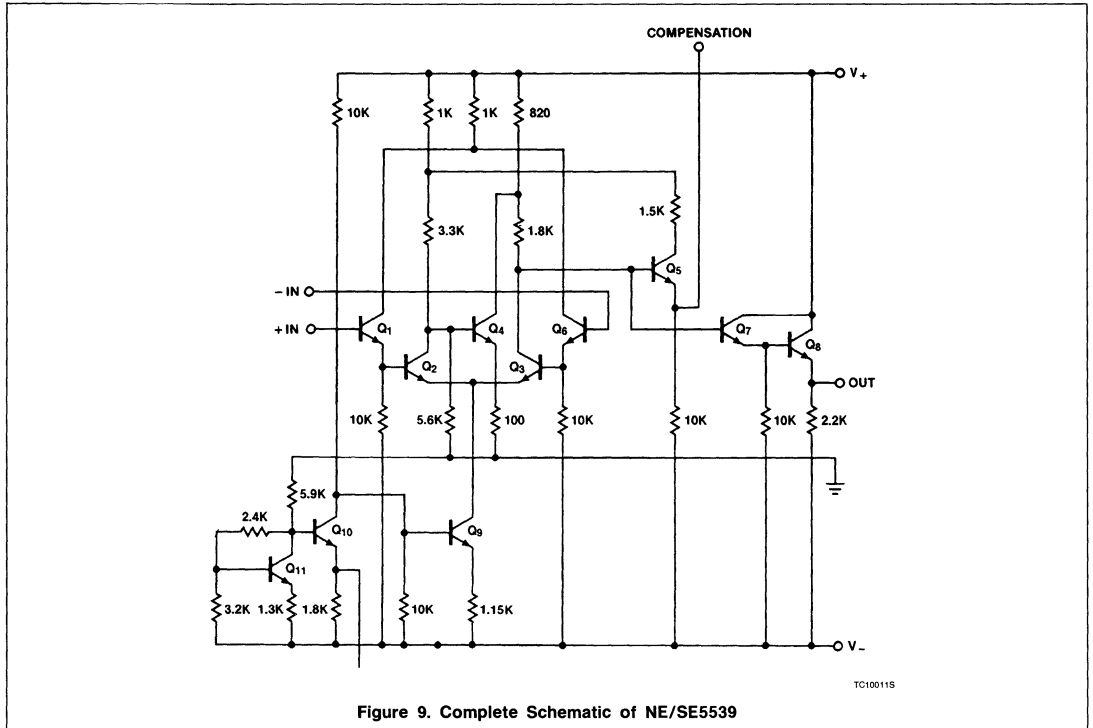 COMPENSATION
V+
10K
1K
1K
820
1.5K
3.3K
1.8K
Q5
– IN
+ IN
Q1
Q4
Q6
Q7
Q8
Q2
Q3
OUT
10K
5.6K
100
10K
10K
10K
2.2K
5.9K
2.4K
Q10
Q9
Q11
3.2K
1.3K
1.8K
10K
1.15K
V–
TC10011S
Figure 9. Complete Schematic of NE/SE5539